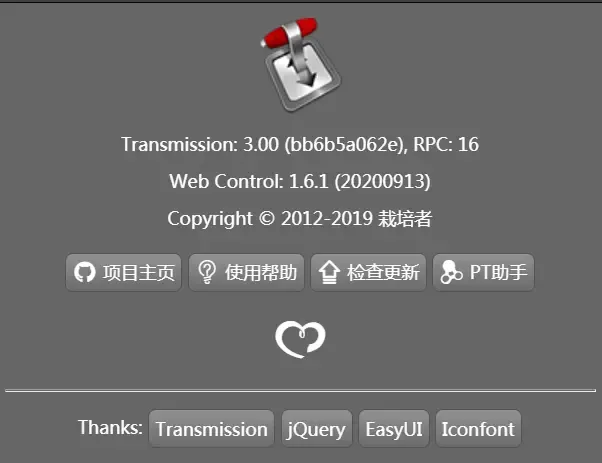 Transmission: 3.00 (bb6b5a062e), RPC: 16
Web Control: 1.6.1 (20200913)
Copyright © 2012-2019 栽培者
项目主页 使用帮助 检查更新 PT助手
Thanks: Transmission jQuery EasyUI Iconfont